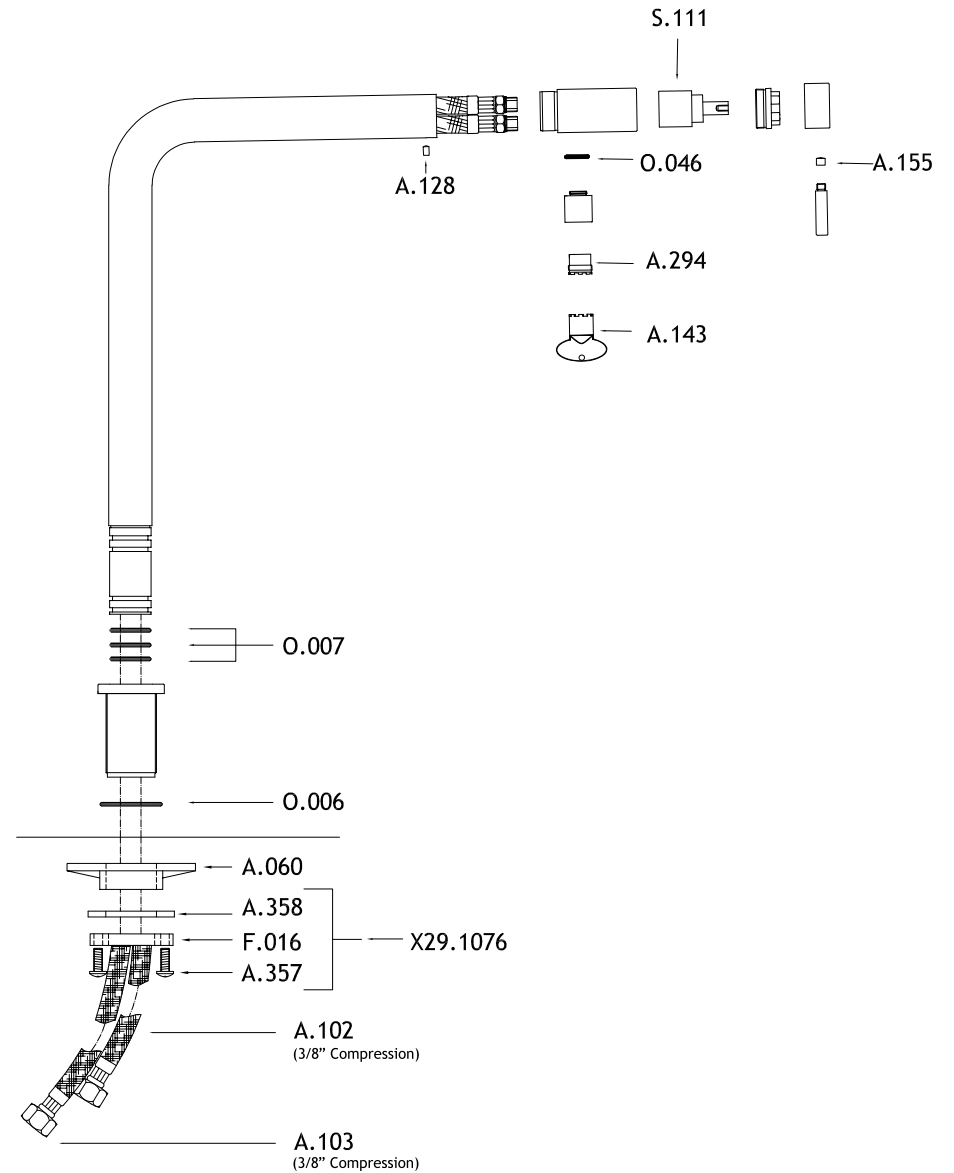 S.111
O.046
A.155
A.128
A.294
A.143
O.007
O.006
A.060
A.358
F.016
X29.1076
A.357
A.102
(3/8” Compression)
A.103
(3/8” Compression)